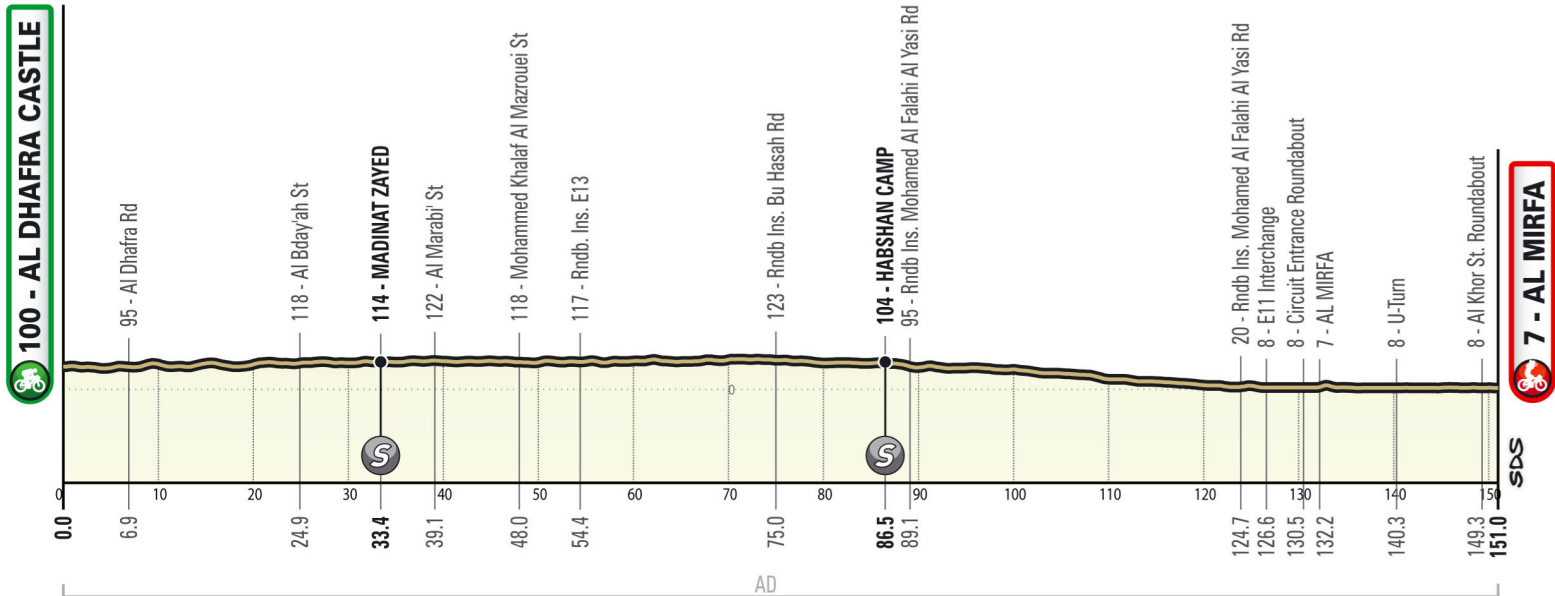 100 - AL DHAFRA CASTLE
95 - Al Dhafra Rd
118 - Al Bday'ah St
114 - MADINAT ZAYED
122 - Al Marabi' St
118 - Mohammed Khalaf Al Mazrouei St
117 - Rndb. Ins. E13
123 - Rndb Ins. Bu Hasah Rd
104 - HABSHAN CAMP
95 - Rndb Ins. Mohamed Al Falahi Al Yasi Rd
20 - Rndb Ins. Mohamed Al Falahi Al Yasi Rd
8 - E11 Interchange
8 - Circuit Entrance Roundabout
7 - AL MIRFA
8 - U-Turn
8 - Al Khor St. Roundabout
7 - AL MIRFA
0
S S
SDS
0 10 20 30 40 50 60 70 80 90 100 110 120 130 140 150
0.0 6.9 24.9 33.4 39.1 48.0 54.4 75.0 86.5 89.1 124.7 126.6 130.5 132.2 140.3 149.3 151.0
AD